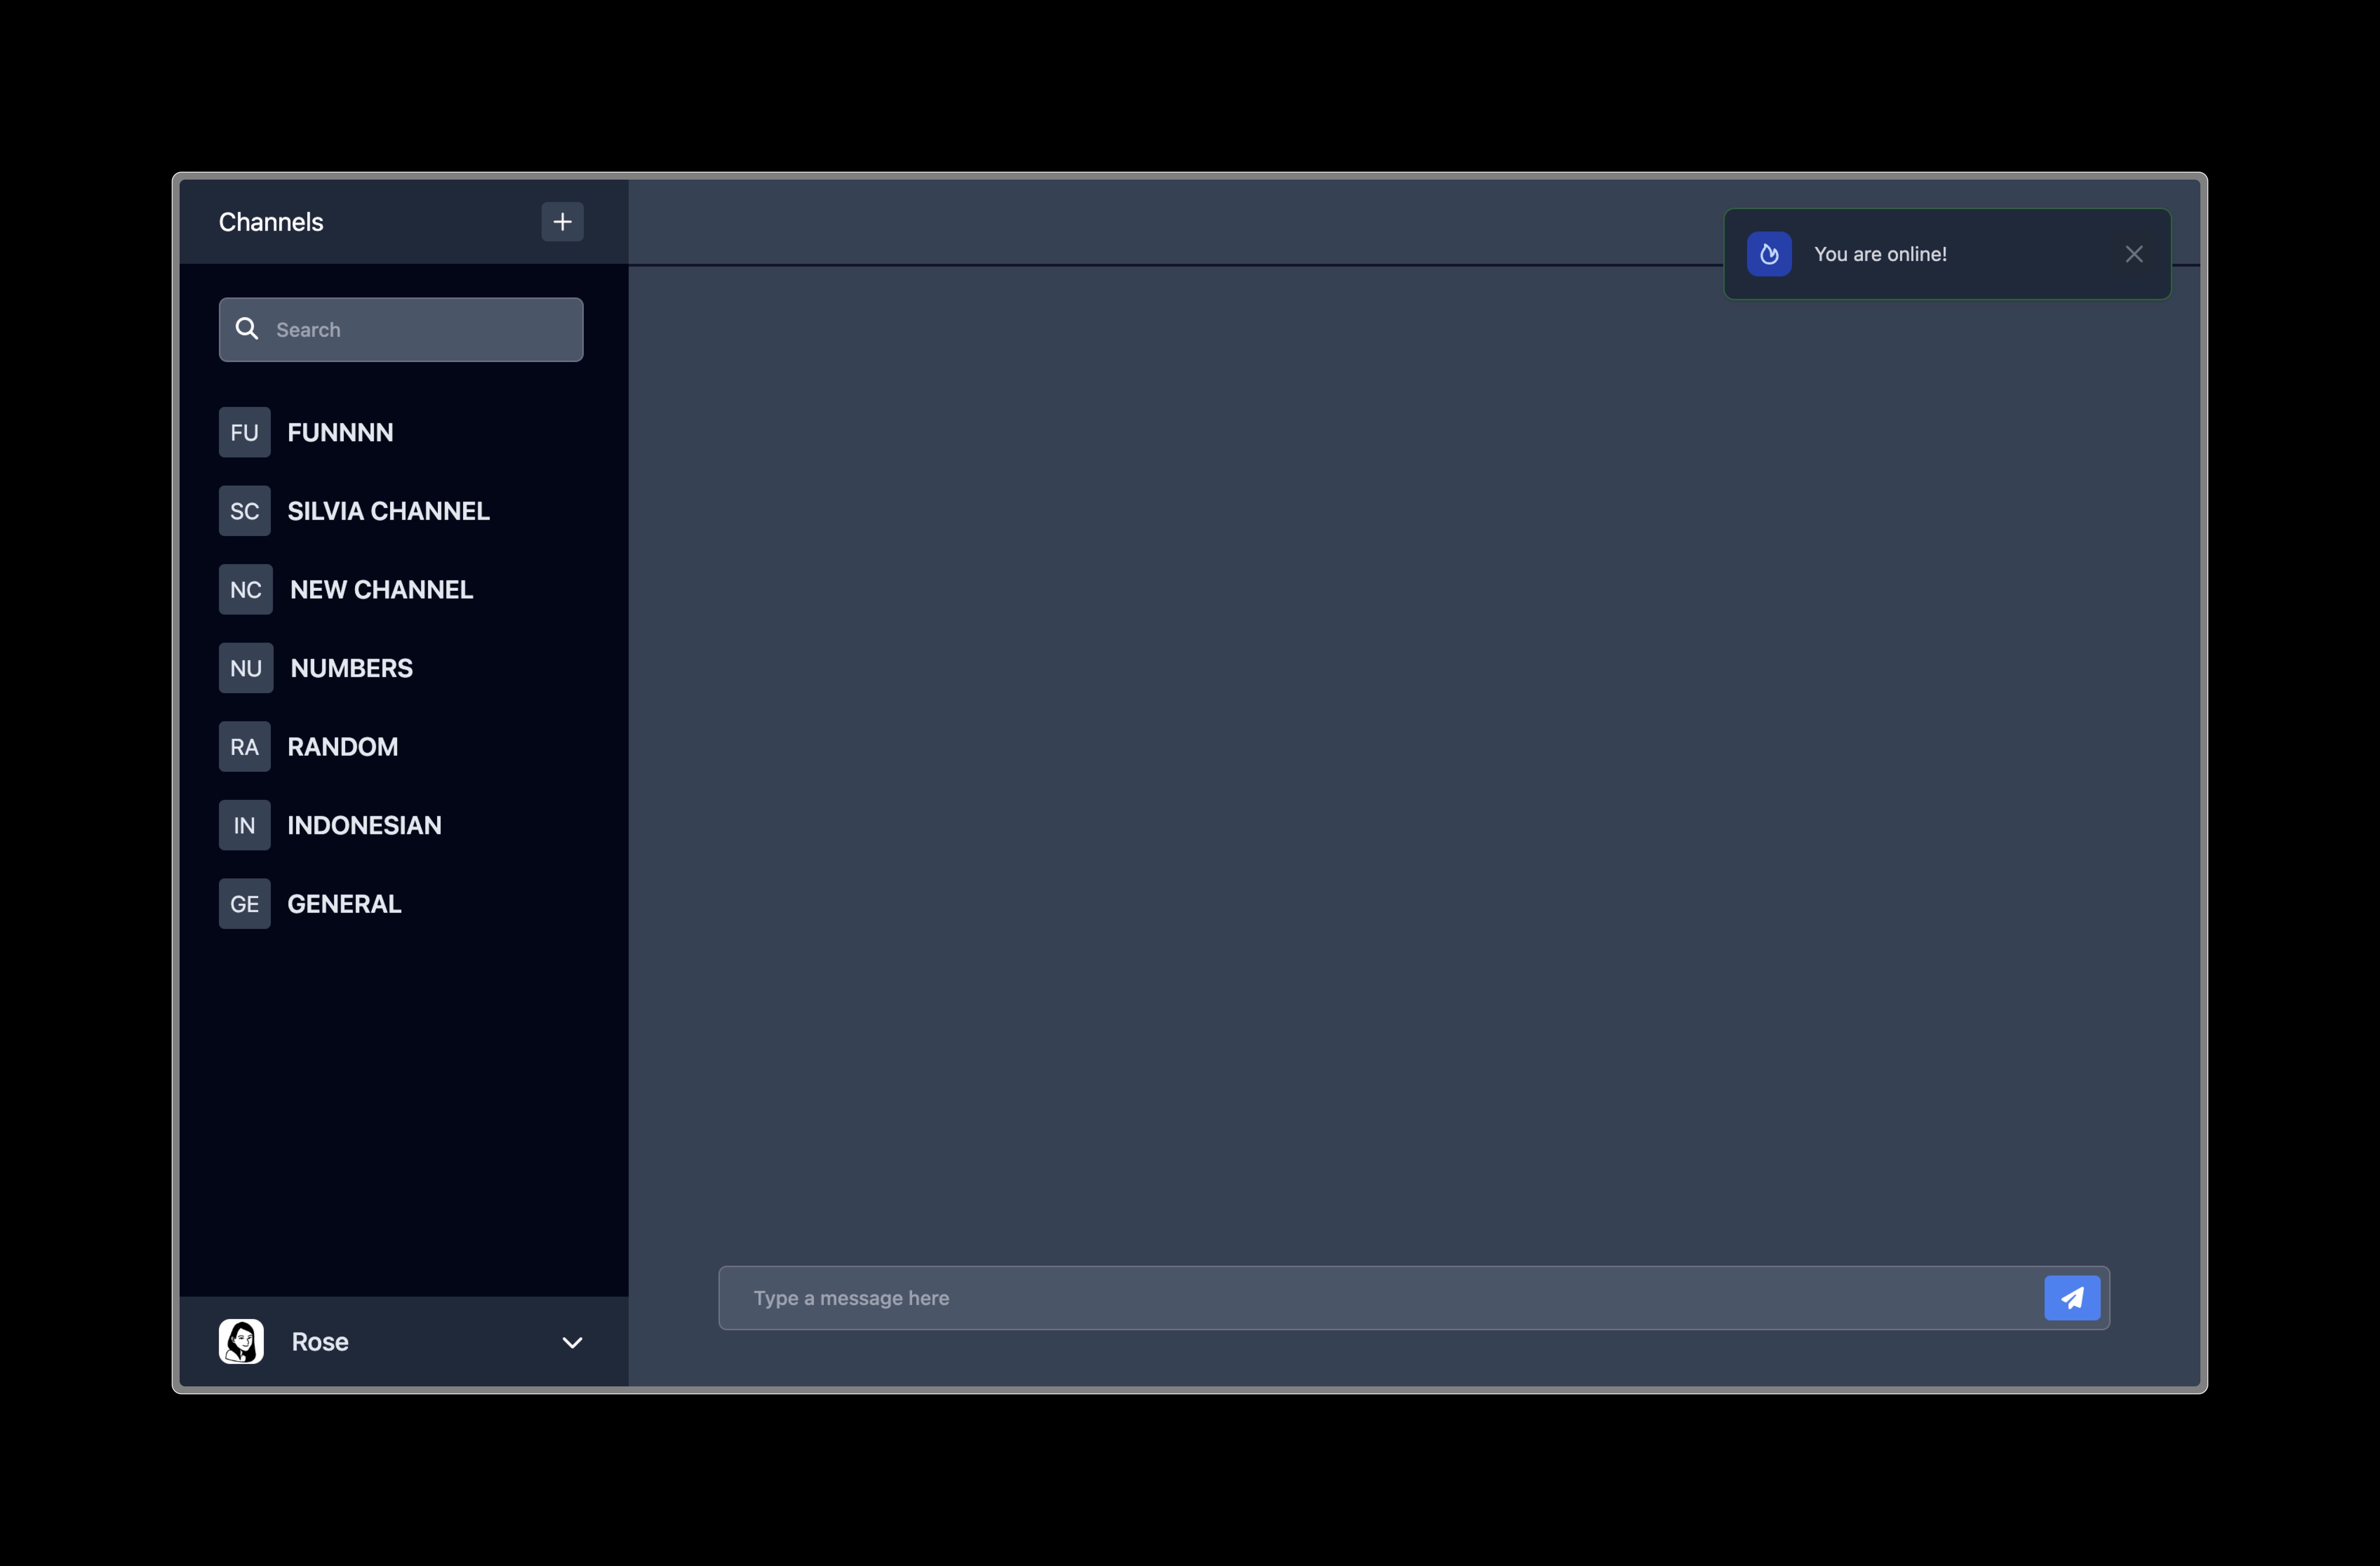 Channels
You are online!
Search
FU FUNNNN
SC SILVIA CHANNEL
NC NEW CHANNEL
NU NUMBERS
RA RANDOM
IN INDONESIAN
GE GENERAL
Type a message here
Rose